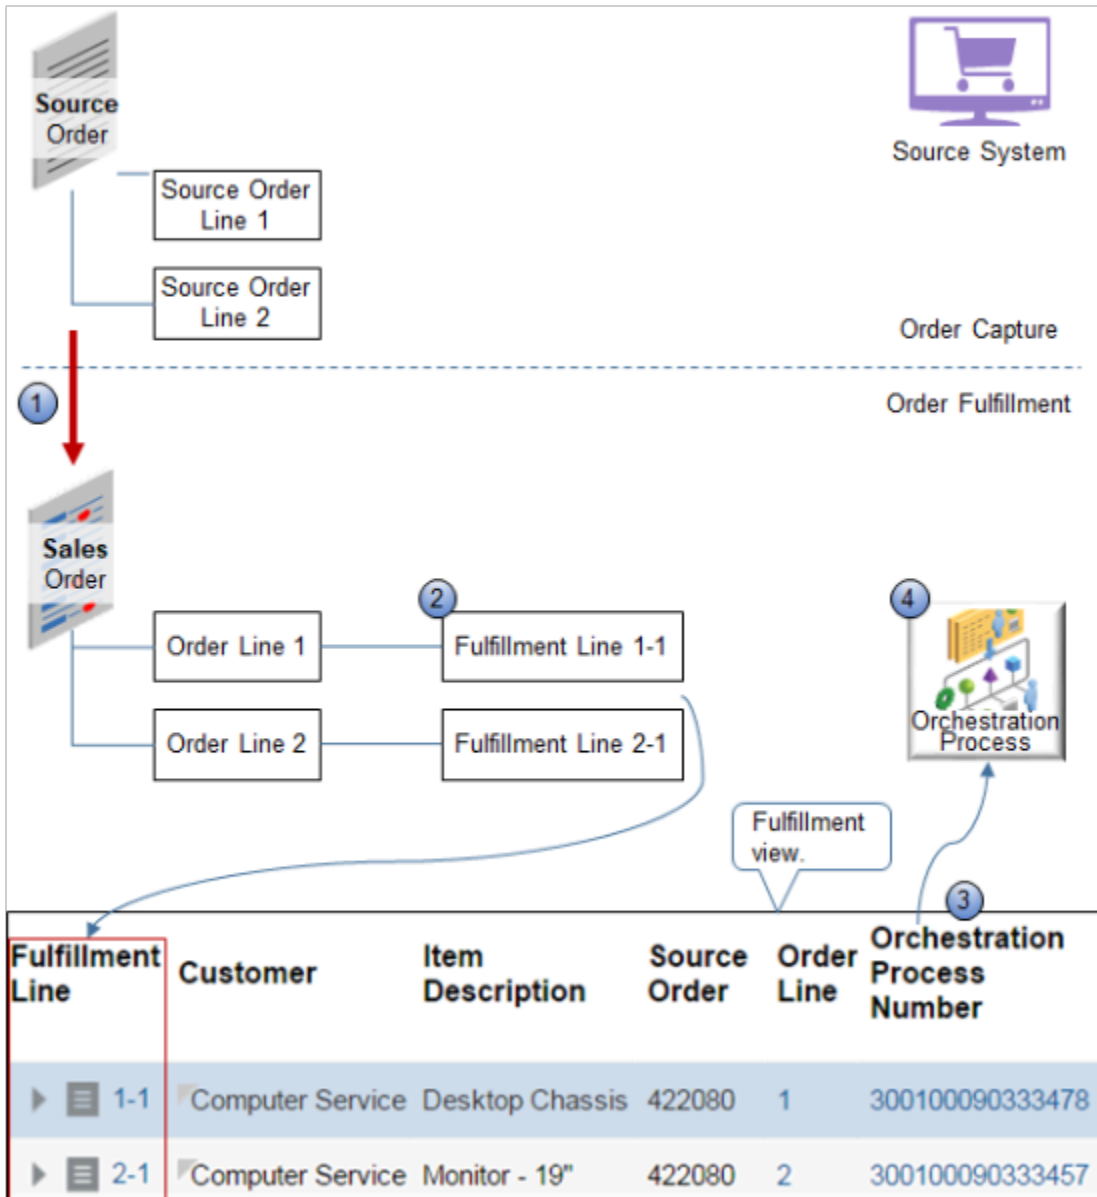 Source
Order
Source System
Source Order
Line 1
Source Order
Line 2
Order Capture
1
Order Fulfillment
Sales
Order
2
4
Order Line 1
Fulfillment Line 1-1
Orchestration
Process
Order Line 2
Fulfillment Line 2-1
Fulfillment
view.
3
Fulfillment
Line
Customer
Item
Description
Source
Order
Order
Line
Orchestration
Process
Number
1-1 Computer Service Desktop Chassis 422080 1 300100090333478
2-1 Computer Service Monitor - 19" 422080 2 300100090333457